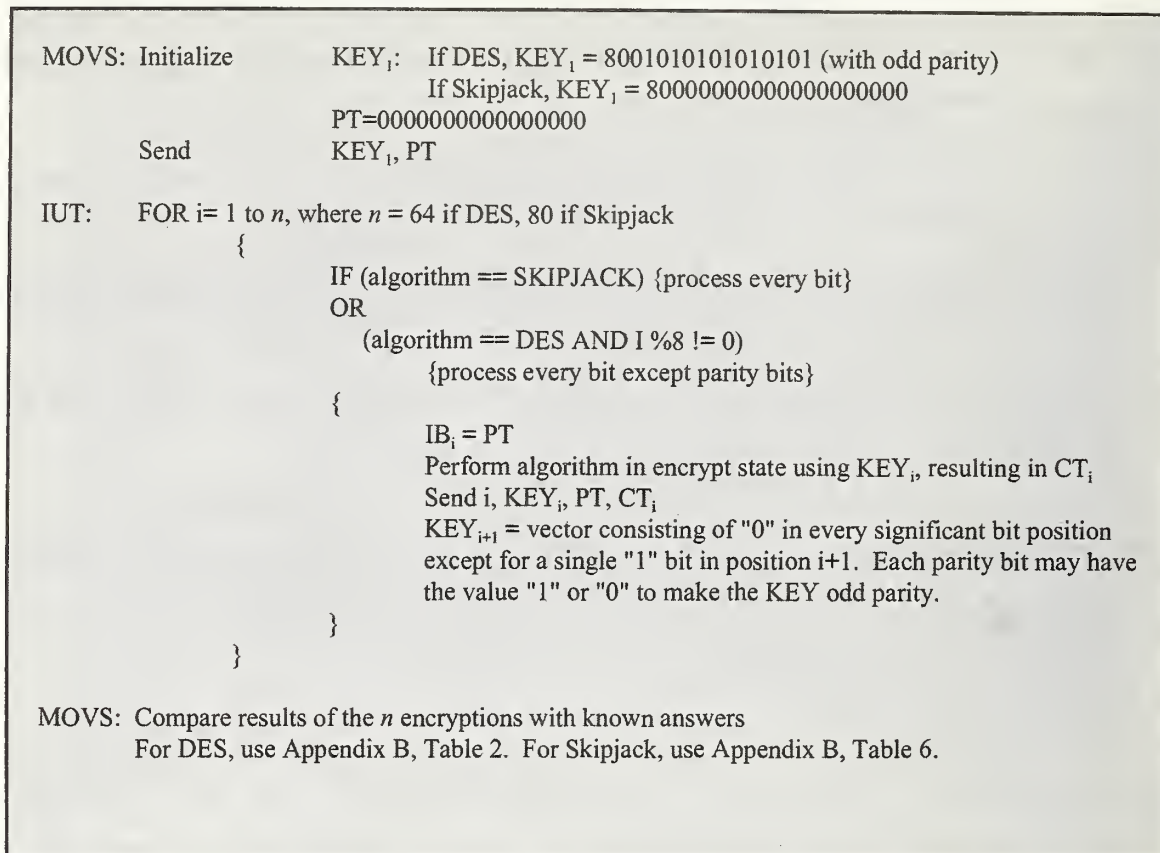 MOVS: Initialize KEY₁: If DES, KEY₁ = 8001010101010101 (with odd parity)
If Skipjack, KEY₁ = 80000000000000000000
PT=0000000000000000
Send KEY₁, PT
IUT: FOR i= 1 to n, where n = 64 if DES, 80 if Skipjack
{
IF (algorithm == SKIPJACK) {process every bit}
OR
(algorithm == DES AND I %8 != 0)
{process every bit except parity bits}
{
IBᵢ = PT
Perform algorithm in encrypt state using KEYᵢ, resulting in CTᵢ
Send i, KEYᵢ, PT, CTᵢ
KEYᵢ₊₁ = vector consisting of "0" in every significant bit position
except for a single "1" bit in position i+1. Each parity bit may have
the value "1" or "0" to make the KEY odd parity.
}
}
MOVS: Compare results of the n encryptions with known answers
For DES, use Appendix B, Table 2. For Skipjack, use Appendix B, Table 6.